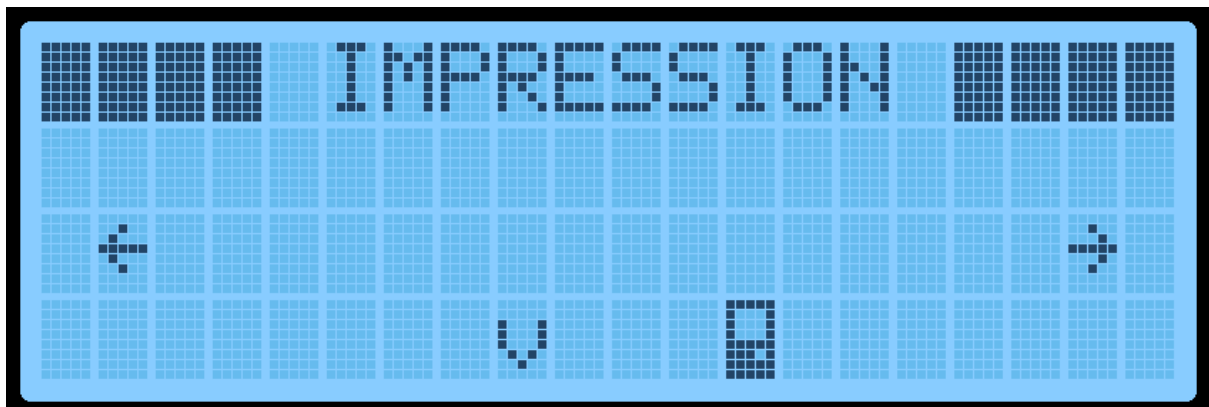 IMPRESSION
← →
v